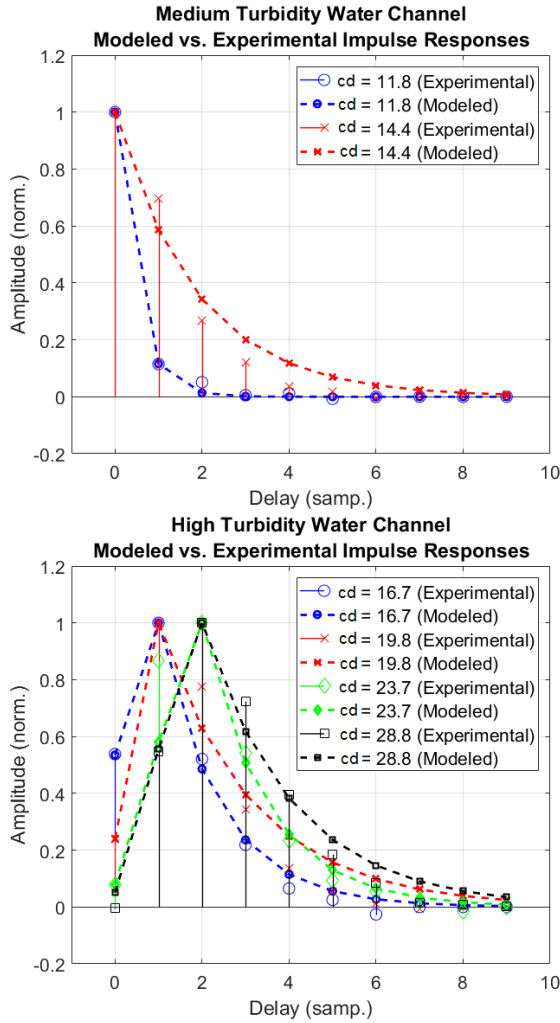 Medium Turbidity Water Channel
Modeled vs. Experimental Impulse Responses
1.2
1
0.8
0.6
0.4
0.2
0
-0.2
Amplitude (norm.)
cd = 11.8 (Experimental)
cd = 11.8 (Modeled)
cd = 14.4 (Experimental)
cd = 14.4 (Modeled)
0 2 4 6 8 10
Delay (samp.)
High Turbidity Water Channel
Modeled vs. Experimental Impulse Responses
1.2
1
0.8
0.6
0.4
0.2
0
-0.2
Amplitude (norm.)
cd = 16.7 (Experimental)
cd = 16.7 (Modeled)
cd = 19.8 (Experimental)
cd = 19.8 (Modeled)
cd = 23.7 (Experimental)
cd = 23.7 (Modeled)
cd = 28.8 (Experimental)
cd = 28.8 (Modeled)
0 2 4 6 8 10
Delay (samp.)